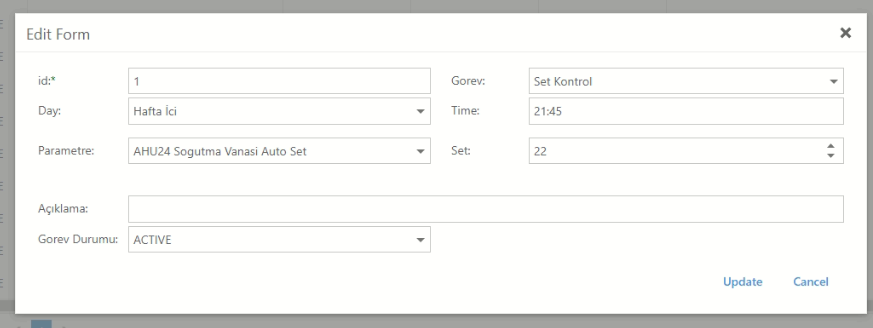 Edit Form
id:* 1 Gorev: Set Kontrol
Day: Hafta İci Time: 21:45
Parametre: AHU24 Sogutma Vanasi Auto Set Set: 22
Açıklama:
Gorev Durumu: ACTIVE
Update Cancel